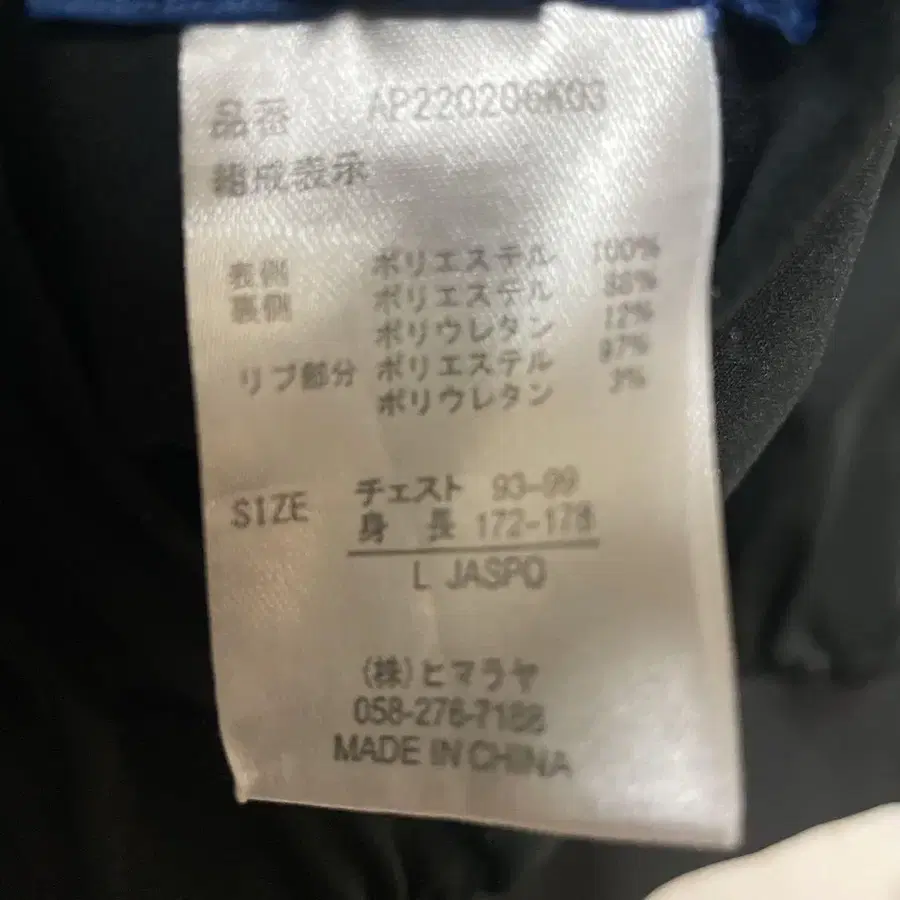 品番 AP220206K03
組成表示
表側 ポリエステル 100%
裏側 ポリエステル 88%
ポリウレタン 12%
リブ部分 ポリエステル 97%
ポリウレタン 3%
SIZE チェスト 93-99
身 長 172-178
L JASPO
(株)ヒマラヤ
058-276-7188
MADE IN CHINA